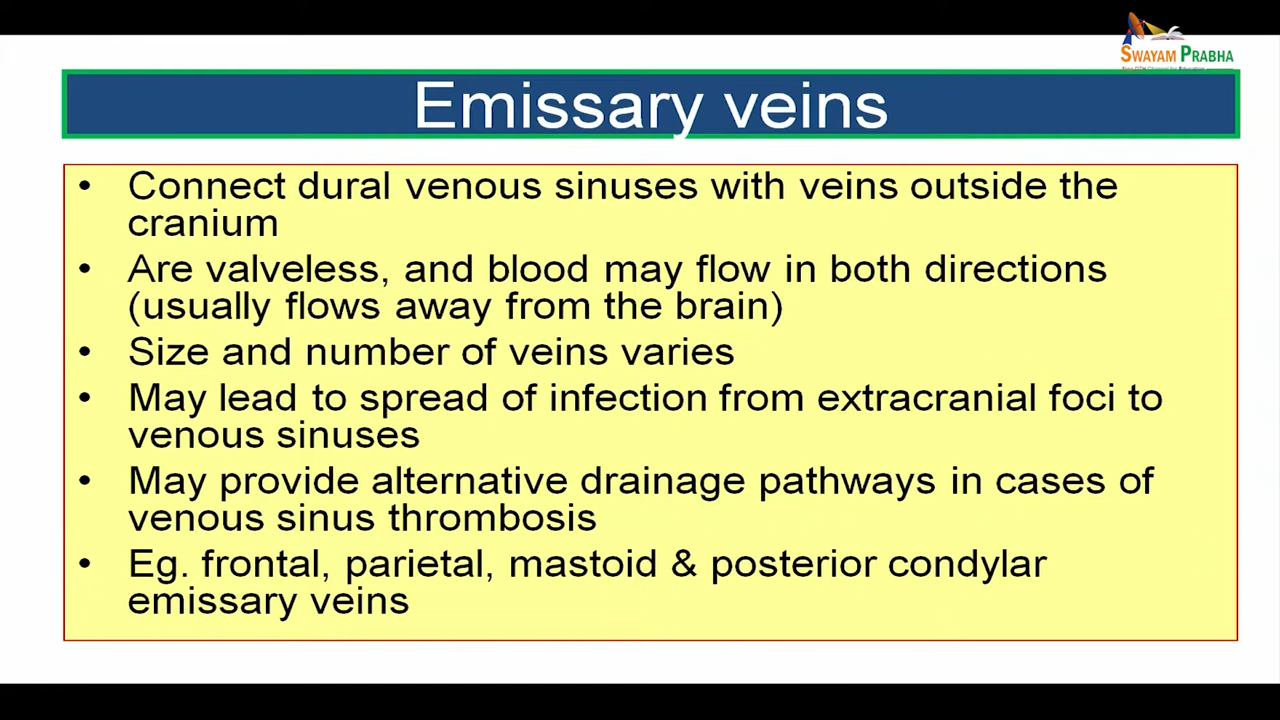 SWAYAM PRABHA
Emissary veins
• Connect dural venous sinuses with veins outside the
cranium
• Are valveless, and blood may flow in both directions
(usually flows away from the brain)
• Size and number of veins varies
• May lead to spread of infection from extracranial foci to
venous sinuses
• May provide alternative drainage pathways in cases of
venous sinus thrombosis
• Eg. frontal, parietal, mastoid & posterior condylar
emissary veins